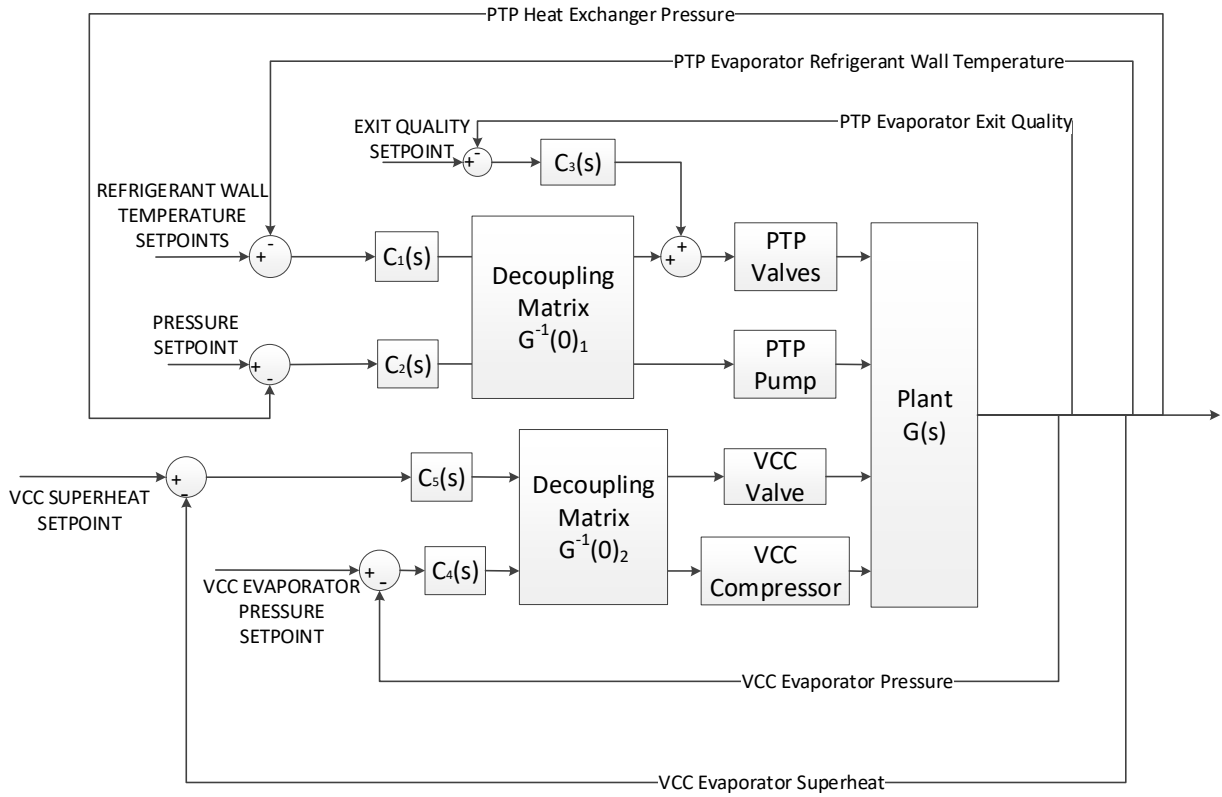 PTP Heat Exchanger Pressure
PTP Evaporator Refrigerant Wall Temperature
PTP Evaporator Exit Quality
EXIT QUALITY
SETPOINT
-
+
C3(s)
REFRIGERANT WALL
TEMPERATURE
SETPOINTS
-
+
C1(s)
Decoupling
Matrix
G-1(0)1
+
+
PTP
Valves
PRESSURE
SETPOINT
+
-
C2(s)
PTP
Pump
Plant
G(s)
VCC SUPERHEAT
SETPOINT
+
-
C5(s)
Decoupling
Matrix
G-1(0)2
VCC
Valve
VCC EVAPORATOR
PRESSURE
SETPOINT
+
-
C4(s)
VCC
Compressor
VCC Evaporator Pressure
VCC Evaporator Superheat